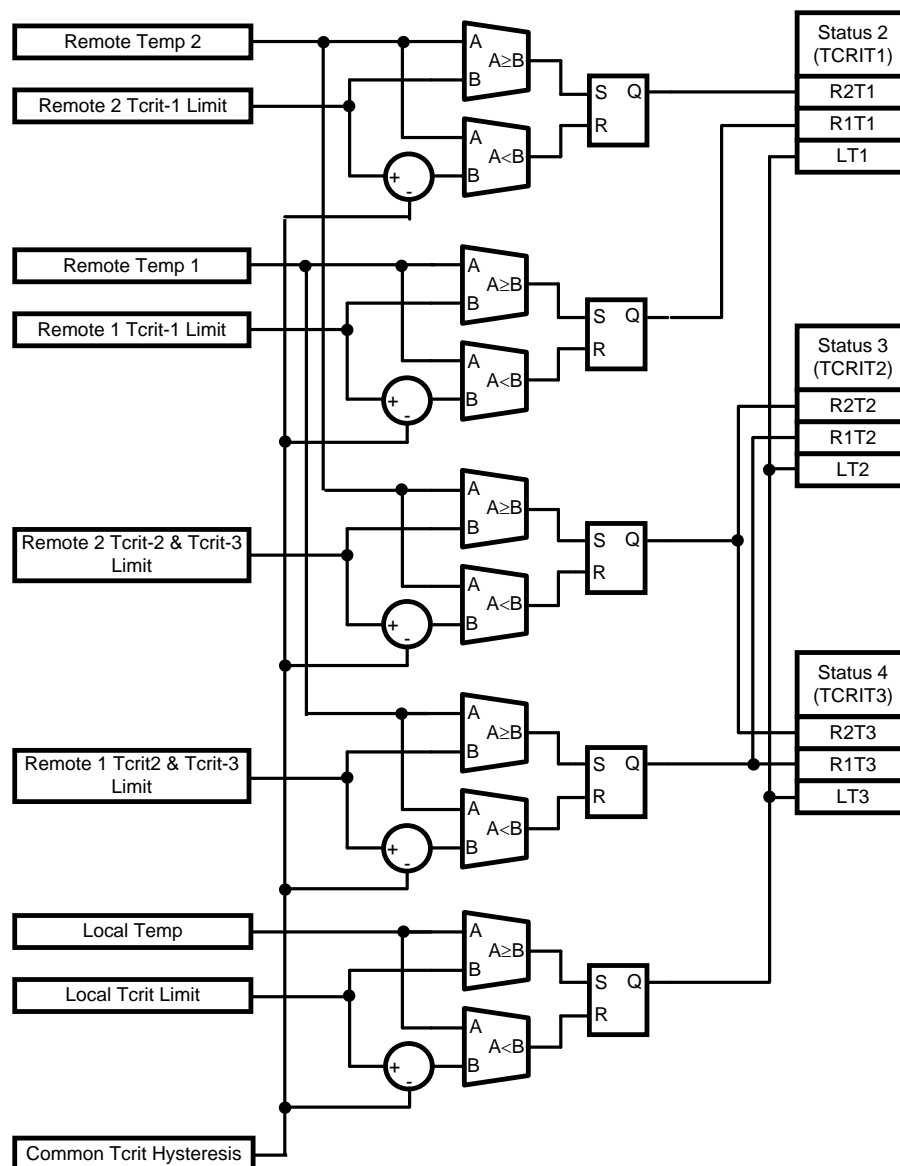 Remote Temp 2
Remote 2 Tcrit-1 Limit
A
B
A≥B
A
B
A<B
+
-
S
R
Q
Status 2
(TCRIT1)
R2T1
R1T1
LT1
Remote Temp 1
Remote 1 Tcrit-1 Limit
A
B
A≥B
A
B
A<B
+
-
S
R
Q
Status 3
(TCRIT2)
R2T2
R1T2
LT2
Remote 2 Tcrit-2 & Tcrit-3
Limit
A
B
A≥B
A
B
A<B
+
-
S
R
Q
Status 4
(TCRIT3)
R2T3
R1T3
LT3
Remote 1 Tcrit2 & Tcrit-3
Limit
A
B
A≥B
A
B
A<B
+
-
S
R
Q
Local Temp
Local Tcrit Limit
A
B
A≥B
A
B
A<B
+
-
S
R
Q
Common Tcrit Hysteresis